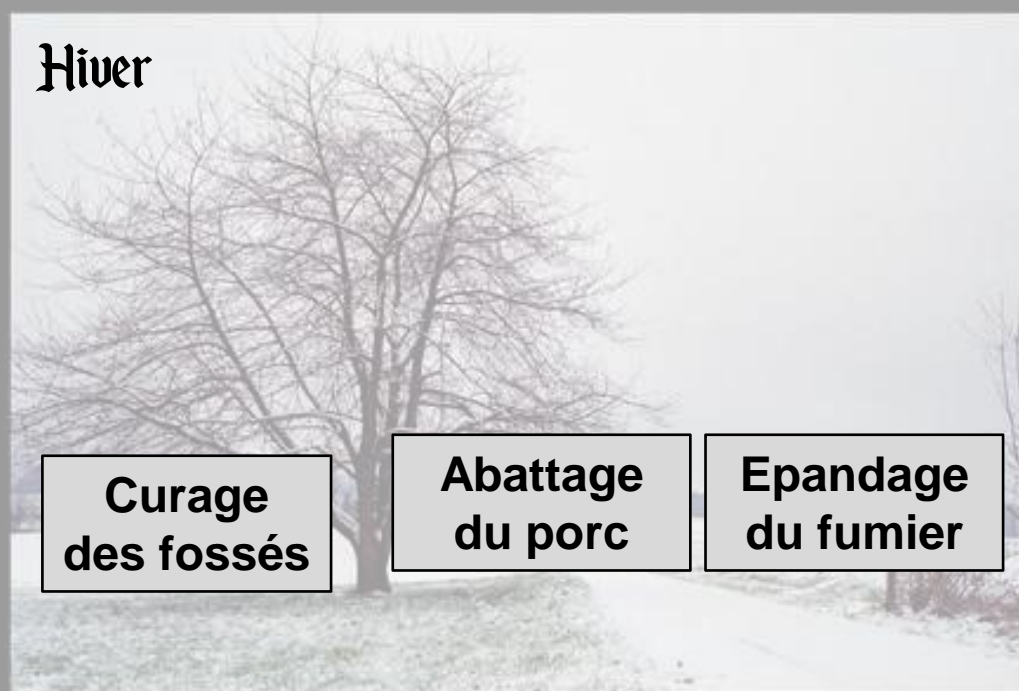 Hiver
Curage
des fossés
Abattage
du porc
Epandage
du fumier